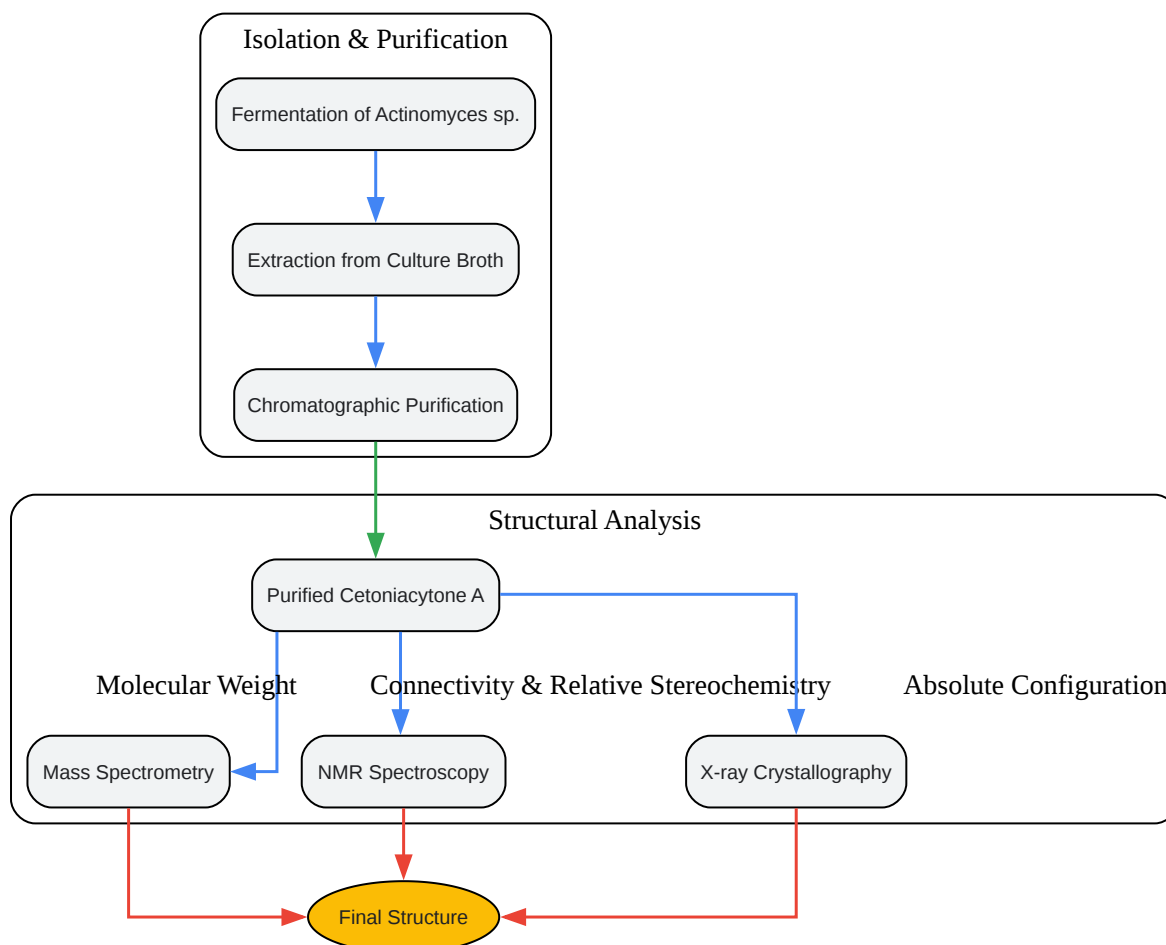 Isolation & Purification
Fermentation of Actinomyces sp.
Extraction from Culture Broth
Chromatographic Purification
Structural Analysis
Purified Cetoniacytone A
Molecular Weight
Connectivity & Relative Stereochemistry
Absolute Configuration
Mass Spectrometry
NMR Spectroscopy
X-ray Crystallography
Final Structure